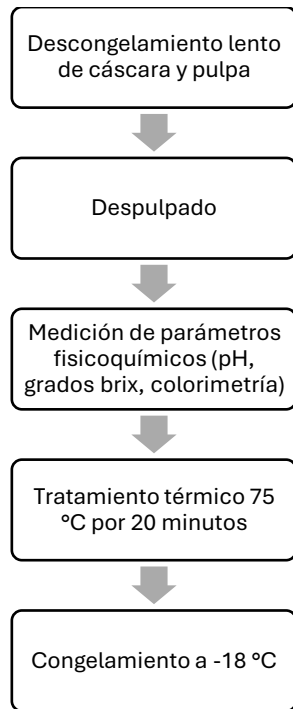 Descongelamiento lento
de cáscara y pulpa
Despulpado
Medición de parámetros
fisicoquímicos (pH,
grados brix, colorimetría)
Tratamiento térmico 75
°C por 20 minutos
Congelamiento a -18 °C